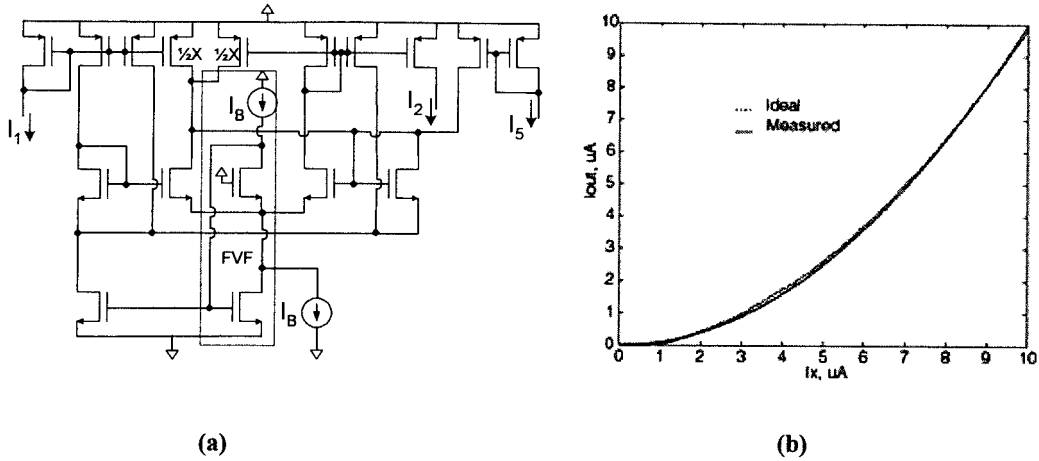 ½X ½X
I_B
I_1
I_2
I_5
FVF
I_B
(a)
Iout, uA
10
9
8
7
6
5
4
3
2
1
0
Ideal
Measured
0 1 2 3 4 5 6 7 8 9 10
Ix, uA
(b)